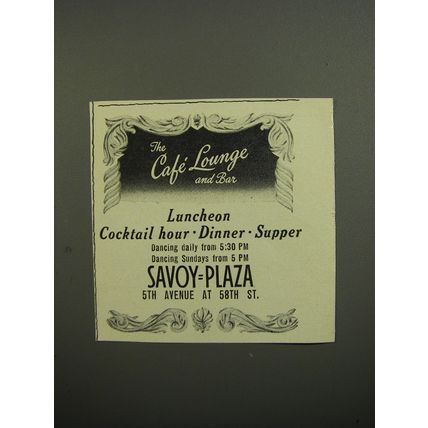 The
Café Lounge
and Bar
Luncheon
Cocktail hour · Dinner · Supper
Dancing daily from 5:30 PM
Dancing Sundays from 5 PM
SAVOY=PLAZA
5TH AVENUE AT 58TH ST.